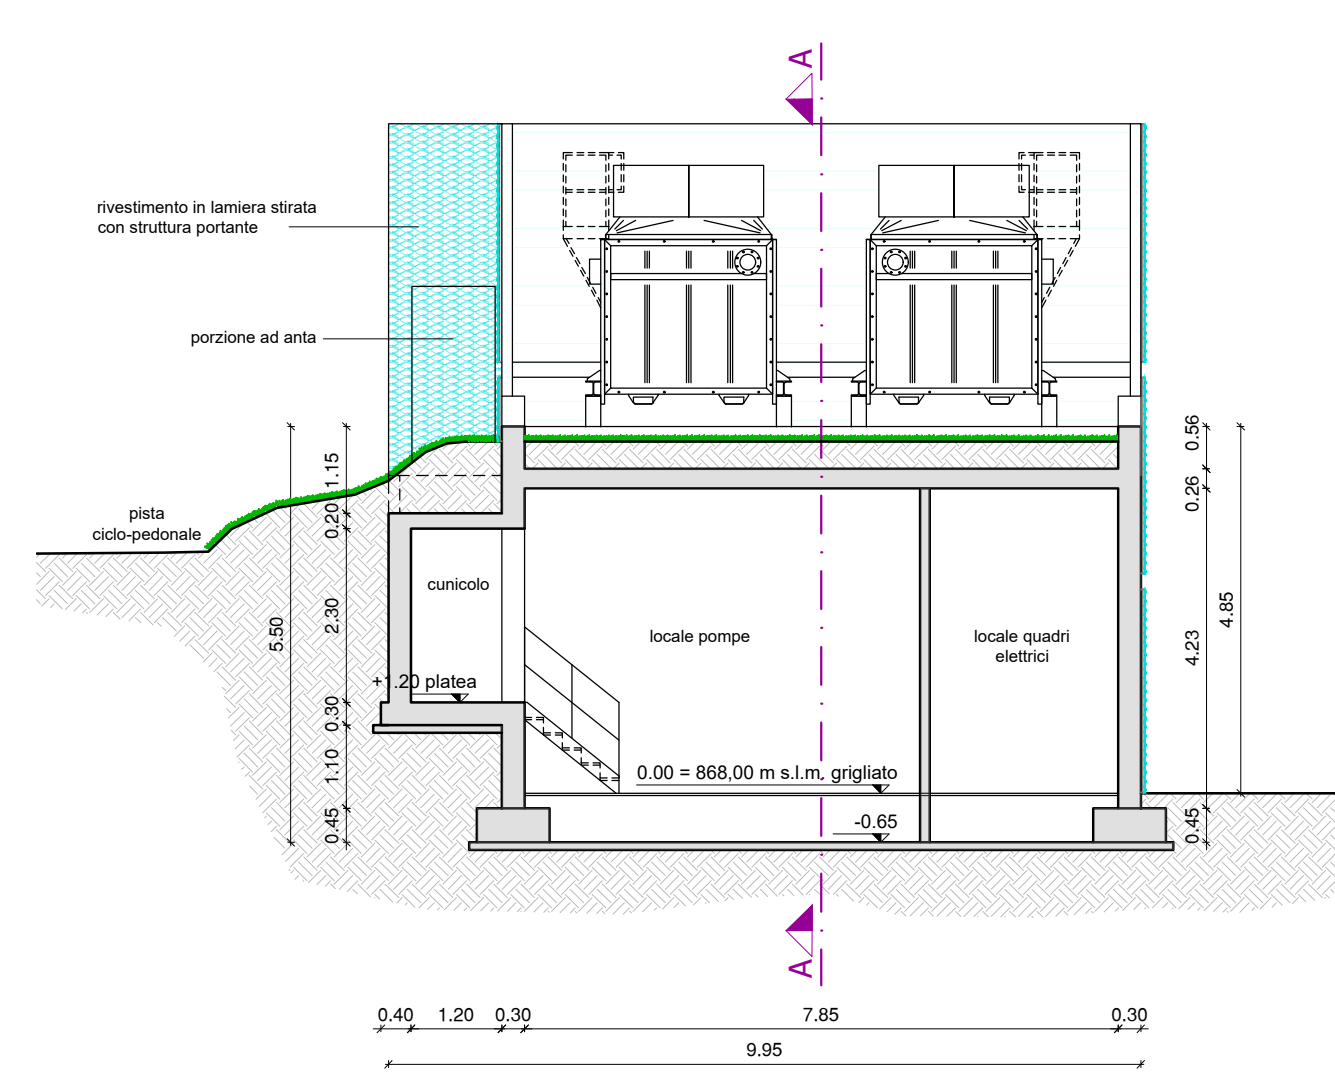 A
rivestimento in lamiera stirata
con struttura portante
porzione ad anta
pista
ciclo-pedonale
cunicolo
locale pompe
locale quadri
elettrici
+1.20 platea
0.00 = 868,00 m s.l.m. grigliato
-0.65
5.50
1.15
0.20
2.30
0.30
1.10
0.45
0.56
0.26
4.23
0.45
4.85
A
0.40 1.20 0.30 7.85 0.30
9.95